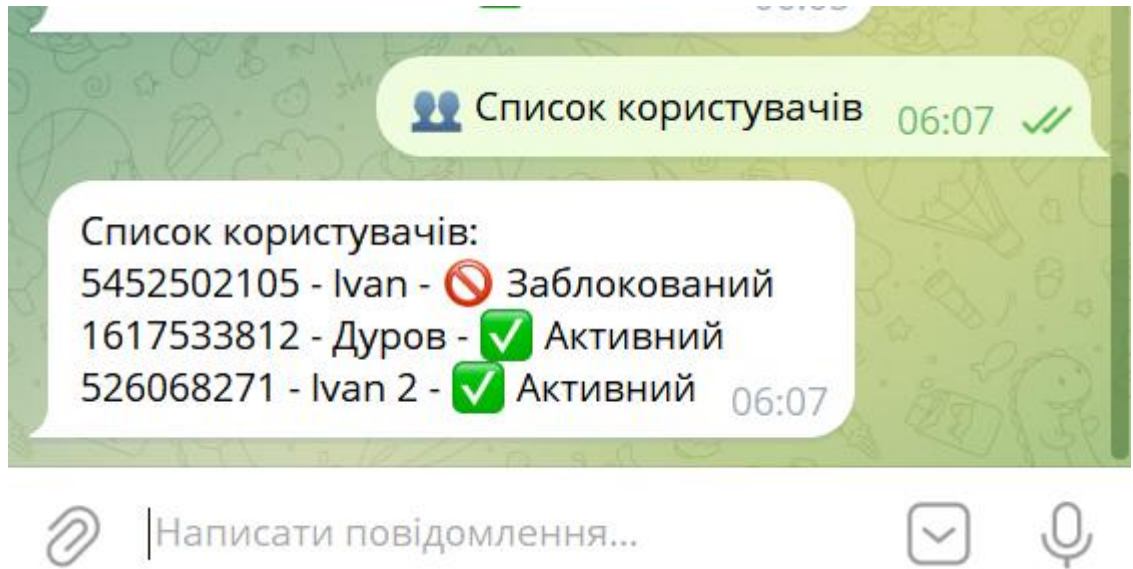 👥 Список користувачів 06:07
Список користувачів:
5452502105 - Ivan - 🚫 Заблокований
1617533812 - Дуров - ✅ Активний
526068271 - Ivan 2 - ✅ Активний 06:07
Написати повідомлення...